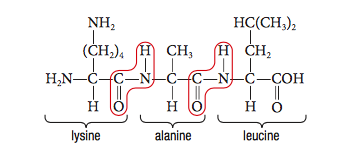 NH₂ HC(CH₃)₂
(CH₂)₄ H CH₃ H CH₂
H₂N—C—C—N—C—C—N—C—COH
H O H O H O
lysine alanine leucine